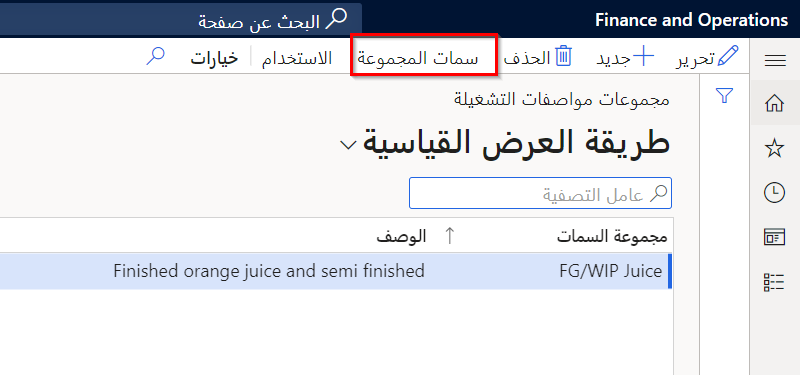 Finance and Operations
البحث عن صفحة
تحرير جديد الحذف سمات المجموعة الاستخدام خيارات
مجموعات مواصفات التشغيلة
طريقة العرض القياسية
عامل التصفية
مجموعة السمات الوصف
FG/WIP Juice Finished orange juice and semi finished